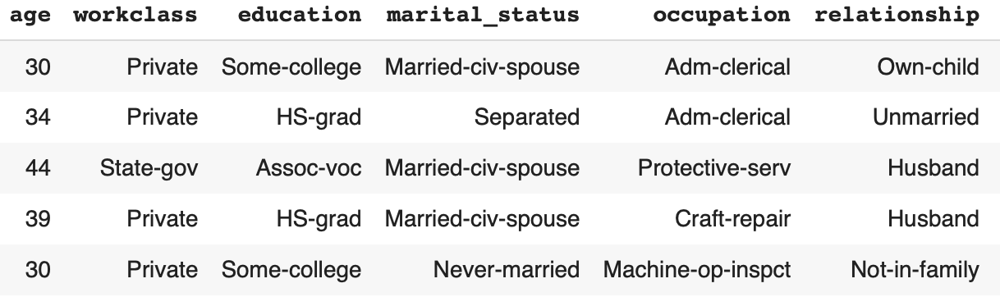 age workclass education marital_status occupation relationship
30 Private Some-college Married-civ-spouse Adm-clerical Own-child
34 Private HS-grad Separated Adm-clerical Unmarried
44 State-gov Assoc-voc Married-civ-spouse Protective-serv Husband
39 Private HS-grad Married-civ-spouse Craft-repair Husband
30 Private Some-college Never-married Machine-op-inspct Not-in-family